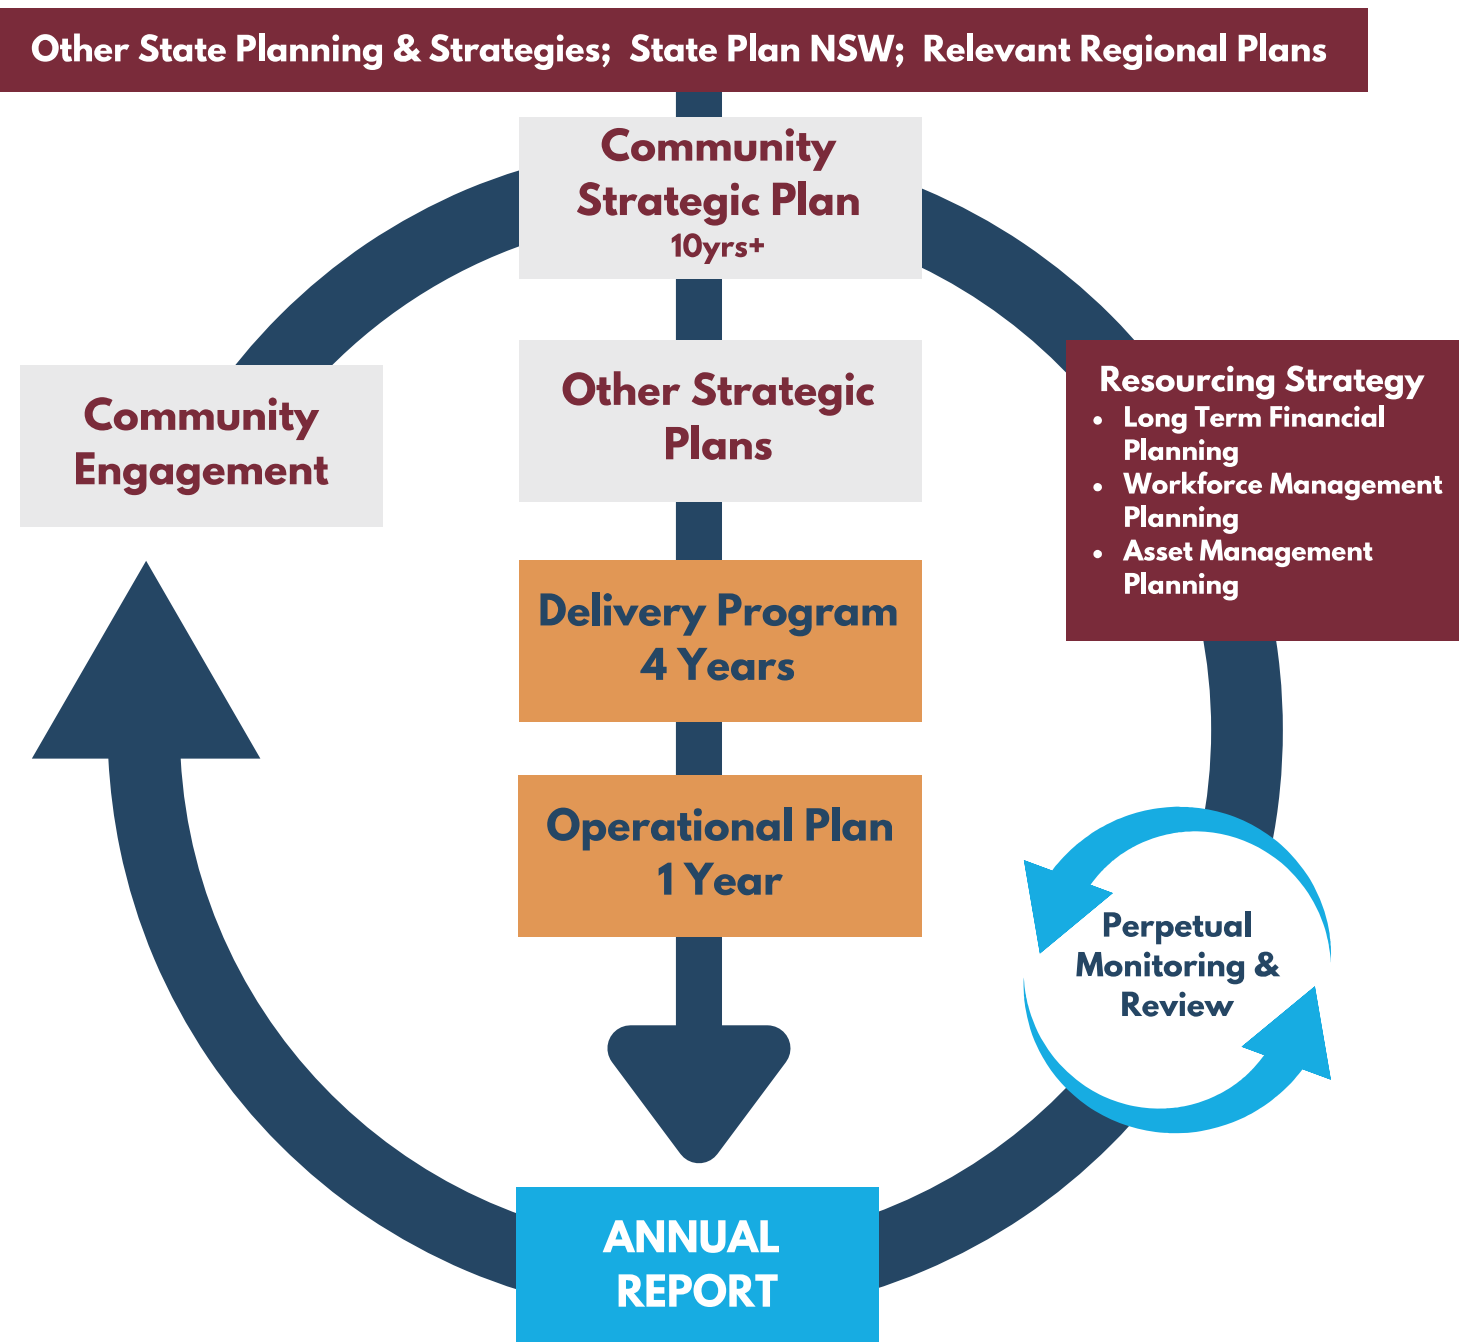 Other State Planning & Strategies; State Plan NSW; Relevant Regional Plans
Community
Strategic Plan
10yrs+
Community
Engagement
Other Strategic
Plans
Resourcing Strategy
• Long Term Financial
Planning
• Workforce Management
Planning
• Asset Management
Planning
Delivery Program
4 Years
Operational Plan
1 Year
Perpetual
Monitoring &
Review
ANNUAL
REPORT